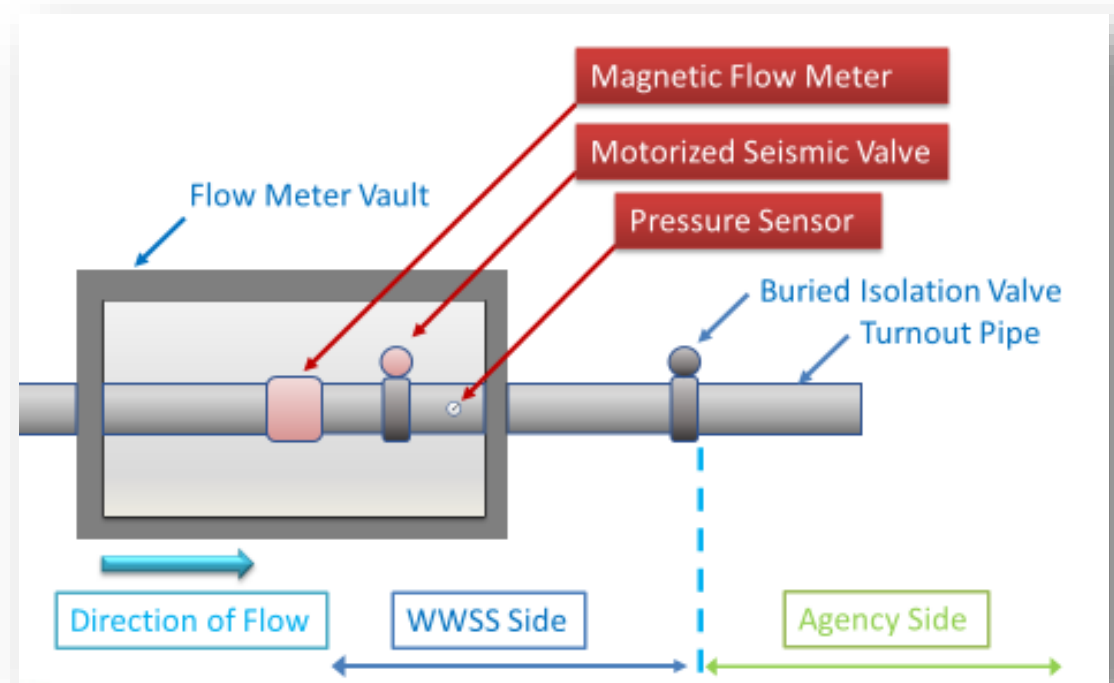 Magnetic Flow Meter
Motorized Seismic Valve
Flow Meter Vault
Pressure Sensor
Buried Isolation Valve
Turnout Pipe
Direction of Flow
WWSS Side
Agency Side